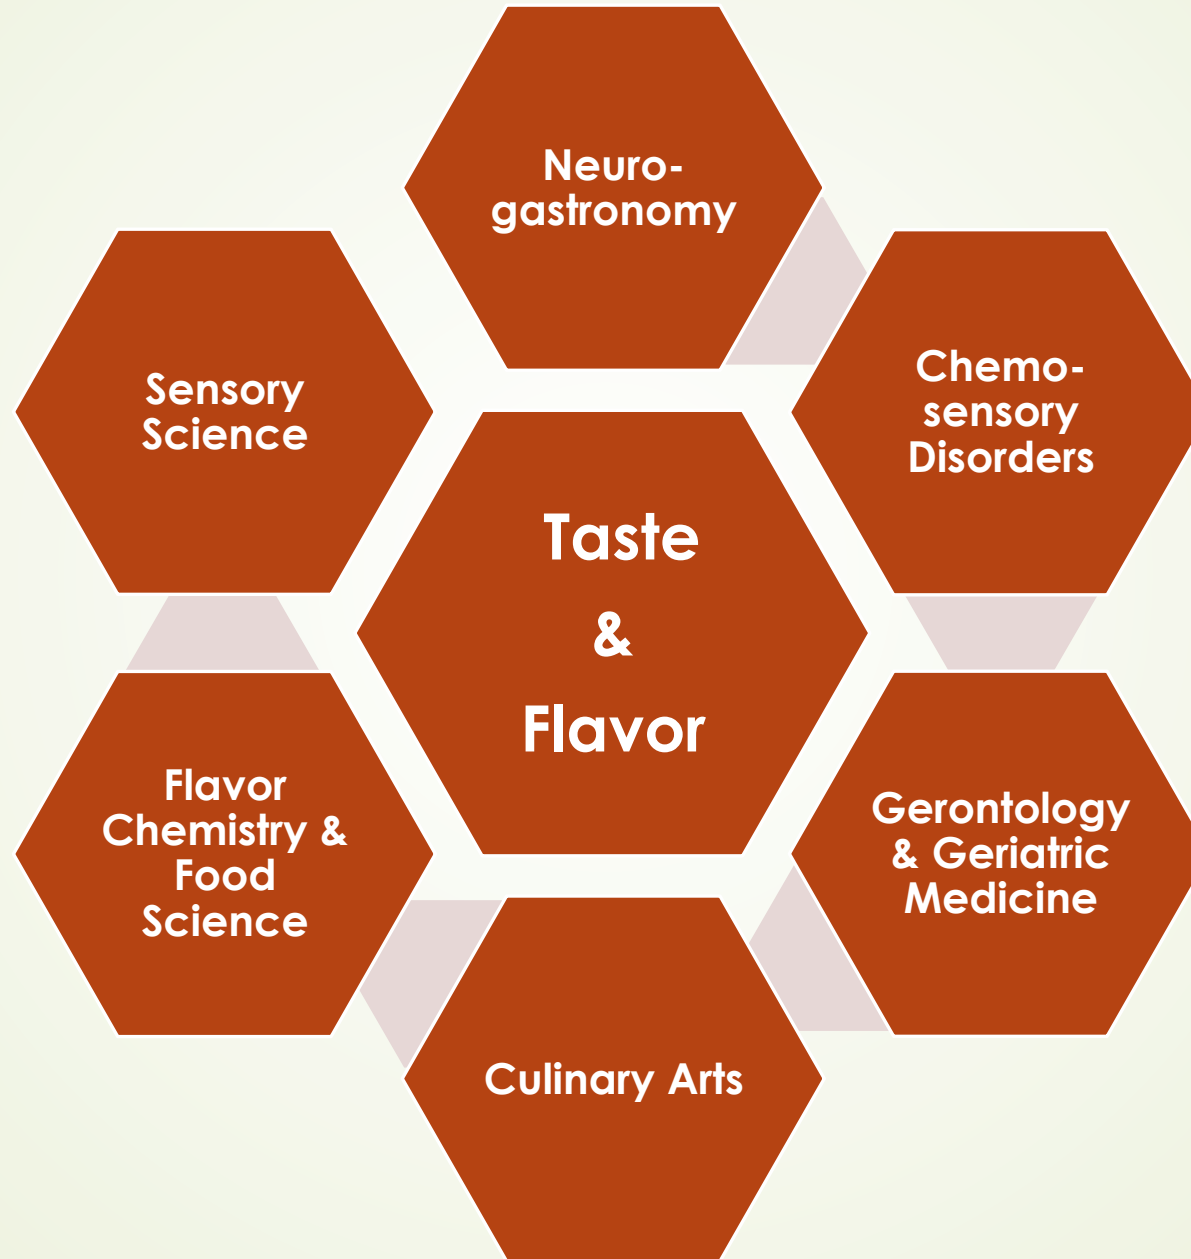 Neuro-
gastronomy
Sensory
Science
Chemo-
sensory
Disorders
Taste
&
Flavor
Flavor
Chemistry &
Food
Science
Gerontology
& Geriatric
Medicine
Culinary Arts